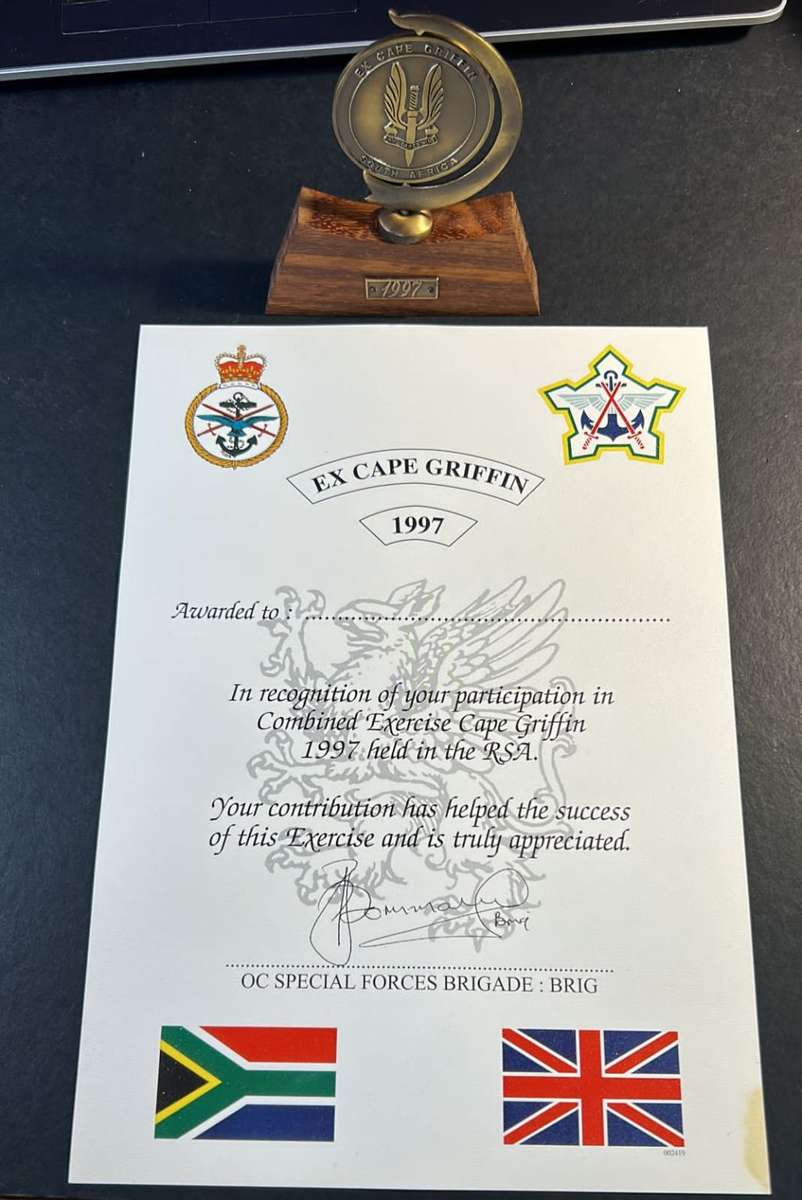 EX CAPE GRIFFIN
SOUTH AFRICA
1997
EX CAPE GRIFFIN
1997
Awarded to : ............................................................
In recognition of your participation in
Combined Exercise Cape Griffin
1997 held in the RSA.
Your contribution has helped the success
of this Exercise and is truly appreciated.
Brig
OC SPECIAL FORCES BRIGADE : BRIG
002419